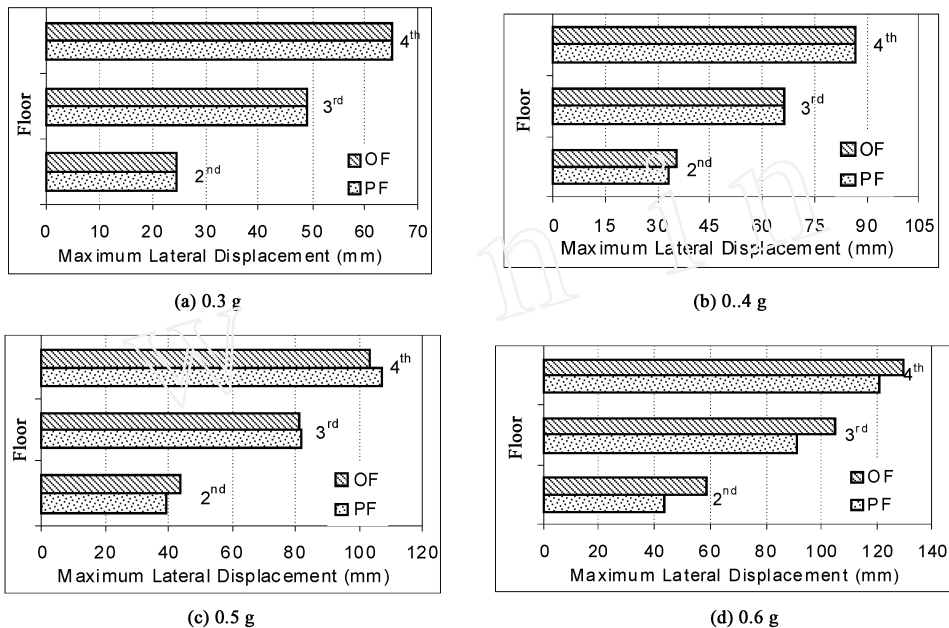 4th
3rd
2nd
Floor
OF
PF
0 10 20 30 40 50 60 70
Maximum Lateral Displacement (mm)
(a) 0.3 g
4th
3rd
2nd
Floor
OF
PF
0 15 30 45 60 75 90 105
Maximum Lateral Displacement (mm)
(b) 0..4 g
4th
3rd
2nd
Floor
OF
PF
0 20 40 60 80 100 120
Maximum Lateral Displacement (mm)
(c) 0.5 g
4th
3rd
2nd
Floor
OF
PF
0 20 40 60 80 100 120 140
Maximum Lateral Displacement (mm)
(d) 0.6 g